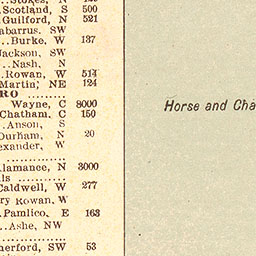 Scotland, S 500
Guilford, N 521
abarrus, SW
Burke, W 137
Jackson, SW
Nash, N
Rowan, W 514
Martin, NE 124
RO
Wayne, C 8000
Chatham, C 150
Anson, S
Durham, N 20
exander, W
Alamance, N 3000
ls
Caldwell, W 277
ry Rowan, W
Pamlico, E 163
Ashe, NW
herford, SW 53
Horse and Cha